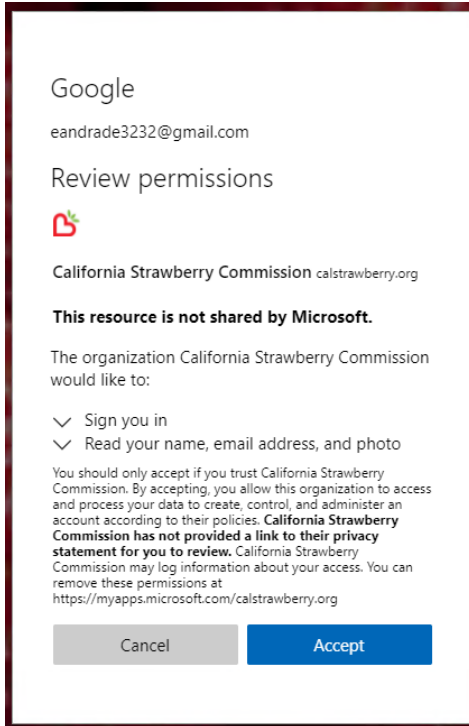 Google
eandrade3232@gmail.com
Review permissions
California Strawberry Commission calstrawberry.org
This resource is not shared by Microsoft.
The organization California Strawberry Commission
would like to:
Sign you in
Read your name, email address, and photo
You should only accept if you trust California Strawberry
Commission. By accepting, you allow this organization to access
and process your data to create, control, and administer an
account according to their policies. California Strawberry
Commission has not provided a link to their privacy
statement for you to review. California Strawberry
Commission may log information about your access. You can
remove these permissions at
https://myapps.microsoft.com/calstrawberry.org
Cancel Accept